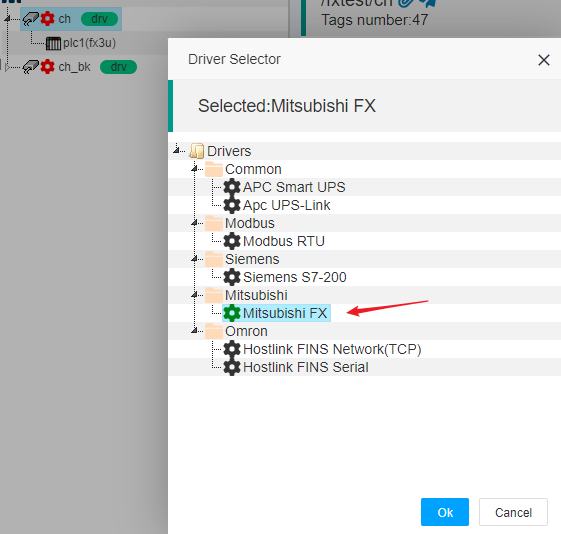 /fxtest/ch
Tags number:47
ch drv
plc1(fx3u)
ch_bk drv
Driver Selector
Selected:Mitsubishi FX
Drivers
Common
APC Smart UPS
Apc UPS-Link
Modbus
Modbus RTU
Siemens
Siemens S7-200
Mitsubishi
Mitsubishi FX
Omron
Hostlink FINS Network(TCP)
Hostlink FINS Serial
Ok Cancel